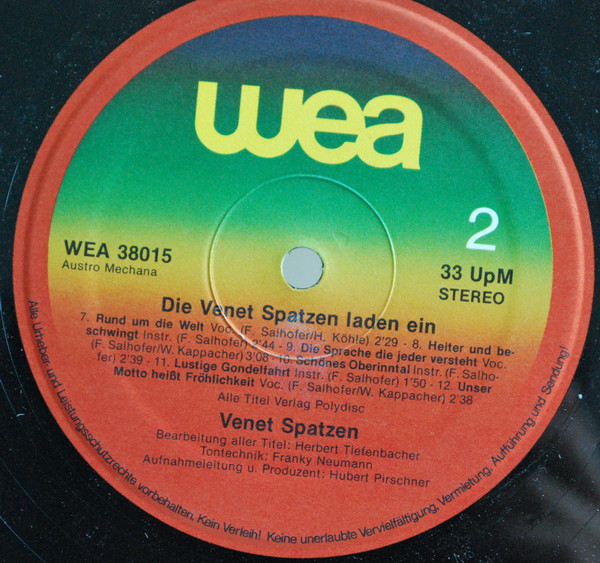 wea
WEA 38015
Austro Mechana
2
33 UpM
STEREO
Die Venet Spatzen laden ein
7. Rund um die Welt Voc. (F. Salhofer/H. Köhle) 2'29 - 8. Heiter und be-
schwingt Instr. (F. Salhofer) 2'44 - 9. Die Sprache die jeder versteht Voc.
(F. Salhofer/W. Kappacher) 3'08 - 10. Schönes Oberinntal Instr. (F. Salho-
fer) 2'39 - 11. Lustige Gondelfahrt Instr. (F. Salhofer) 1'50 - 12. Unser
Motto heißt Fröhlichkeit Voc. (F. Salhofer/W. Kappacher) 2'38
Alle Titel Verlag Polydisc
Venet Spatzen
Bearbeitung aller Titel: Herbert Tiefenbacher
Tontechnik: Franky Neumann
Aufnahmeleitung u. Produzent: Hubert Pirschner
Alle Urheber und Leistungsschutzrechte vorbehalten. Kein Verleih! Keine unerlaubte Vervielfältigung, Vermietung, Aufführung und Sendung!